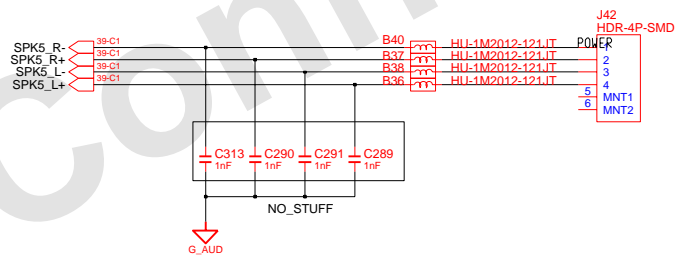 J42
HDR-4P-SMD
SPK5_R- 39-C1 B40 HU-1M2012-121JT POWER 1
SPK5_R+ 39-C1 B37 HU-1M2012-121JT 2
SPK5_L- 39-C1 B38 HU-1M2012-121JT 3
SPK5_L+ 39-C1 B36 HU-1M2012-121JT 4
5 MNT1
6 MNT2
C313 C290 C291 C289
1nF 1nF 1nF 1nF
NO_STUFF
G_AUD